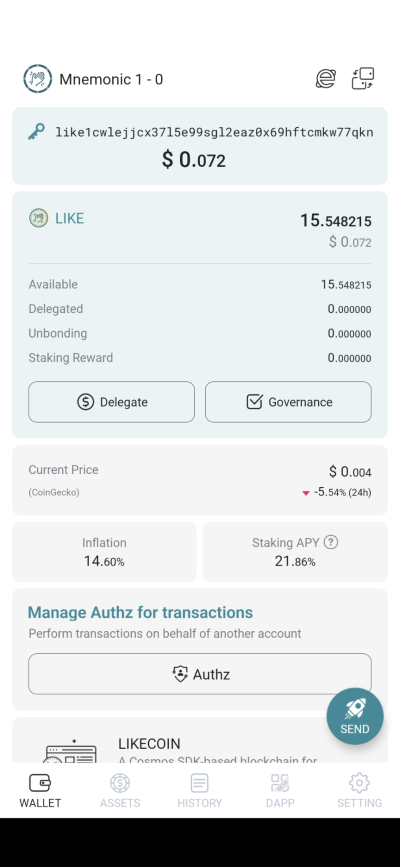 Mnemonic 1 - 0
like1cwlejjcx37l5e99sgl2eaz0x69hftcmkw77qkn
$ 0.072
LIKE
15.548215
$ 0.072
Available 15.548215
Delegated 0.000000
Unbonding 0.000000
Staking Reward 0.000000
Delegate
Governance
Current Price $ 0.004
(CoinGecko) -5.54% (24h)
Inflation
14.60%
Staking APY ?
21.86%
Manage Authz for transactions
Perform transactions on behalf of another account
Authz
SEND
LIKECOIN
A Cosmos SDK-based blockchain for
WALLET ASSETS HISTORY DAPP SETTING